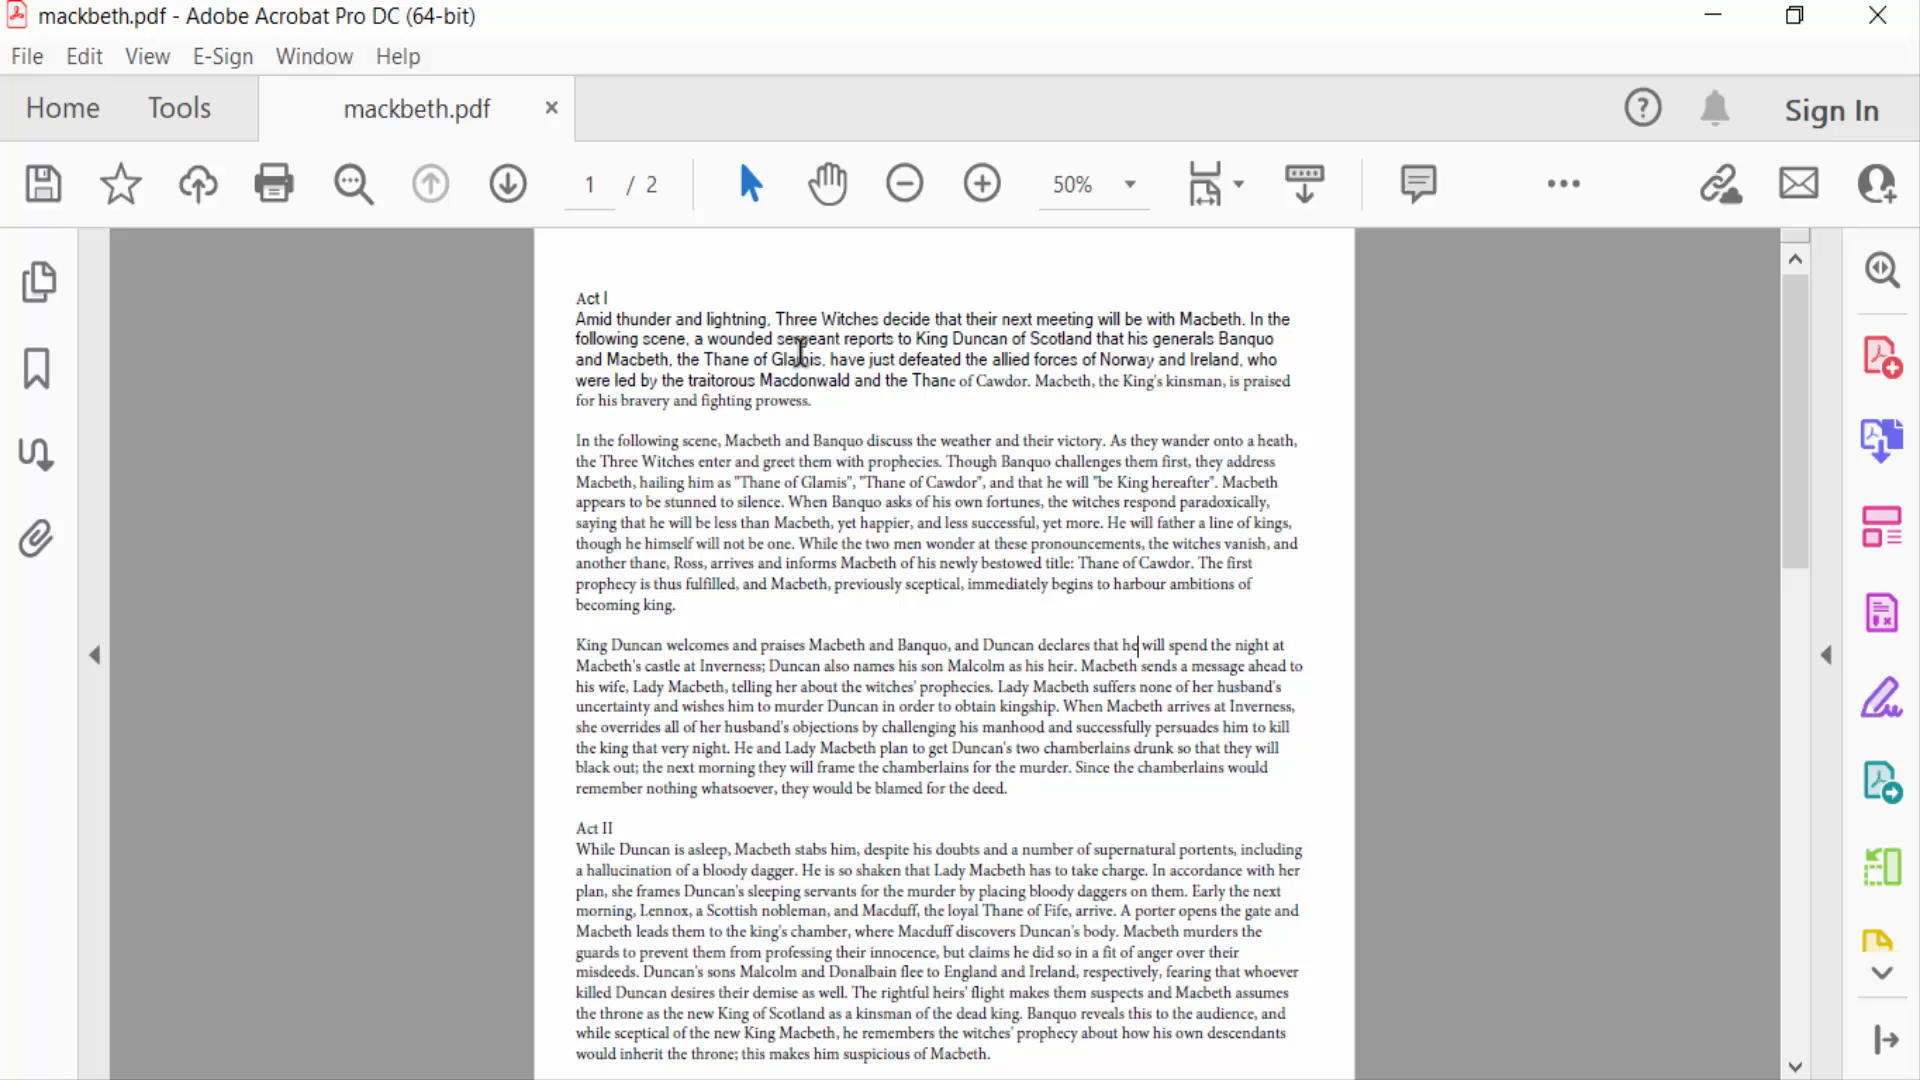 mackbeth.pdf - Adobe Acrobat Pro DC (64-bit)
File Edit View E-Sign Window Help
Home Tools mackbeth.pdf Sign In
1 / 2 50%
Act I
Amid thunder and lightning, Three Witches decide that their next meeting will be with Macbeth. In the
following scene, a wounded sergeant reports to King Duncan of Scotland that his generals Banquo
and Macbeth, the Thane of Glamis, have just defeated the allied forces of Norway and Ireland, who
were led by the traitorous Macdonwald and the Thane of Cawdor. Macbeth, the King's kinsman, is praised
for his bravery and fighting prowess.
In the following scene, Macbeth and Banquo discuss the weather and their victory. As they wander onto a heath,
the Three Witches enter and greet them with prophecies. Though Banquo challenges them first, they address
Macbeth, hailing him as "Thane of Glamis", "Thane of Cawdor", and that he will "be King hereafter". Macbeth
appears to be stunned to silence. When Banquo asks of his own fortunes, the witches respond paradoxically,
saying that he will be less than Macbeth, yet happier, and less successful, yet more. He will father a line of kings,
though he himself will not be one. While the two men wonder at these pronouncements, the witches vanish, and
another thane, Ross, arrives and informs Macbeth of his newly bestowed title: Thane of Cawdor. The first
prophecy is thus fulfilled, and Macbeth, previously sceptical, immediately begins to harbour ambitions of
becoming king.
King Duncan welcomes and praises Macbeth and Banquo, and Duncan declares that he will spend the night at
Macbeth's castle at Inverness; Duncan also names his son Malcolm as his heir. Macbeth sends a message ahead to
his wife, Lady Macbeth, telling her about the witches' prophecies. Lady Macbeth suffers none of her husband's
uncertainty and wishes him to murder Duncan in order to obtain kingship. When Macbeth arrives at Inverness,
she overrides all of her husband's objections by challenging his manhood and successfully persuades him to kill
the king that very night. He and Lady Macbeth plan to get Duncan's two chamberlains drunk so that they will
black out; the next morning they will frame the chamberlains for the murder. Since the chamberlains would
remember nothing whatsoever, they would be blamed for the deed.
Act II
While Duncan is asleep, Macbeth stabs him, despite his doubts and a number of supernatural portents, including
a hallucination of a bloody dagger. He is so shaken that Lady Macbeth has to take charge. In accordance with her
plan, she frames Duncan's sleeping servants for the murder by placing bloody daggers on them. Early the next
morning, Lennox, a Scottish nobleman, and Macduff, the loyal Thane of Fife, arrive. A porter opens the gate and
Macbeth leads them to the king's chamber, where Macduff discovers Duncan's body. Macbeth murders the
guards to prevent them from professing their innocence, but claims he did so in a fit of anger over their
misdeeds. Duncan's sons Malcolm and Donalbain flee to England and Ireland, respectively, fearing that whoever
killed Duncan desires their demise as well. The rightful heirs' flight makes them suspects and Macbeth assumes
the throne as the new King of Scotland as a kinsman of the dead king. Banquo reveals this to the audience, and
while sceptical of the new King Macbeth, he remembers the witches' prophecy about how his own descendants
would inherit the throne; this makes him suspicious of Macbeth.